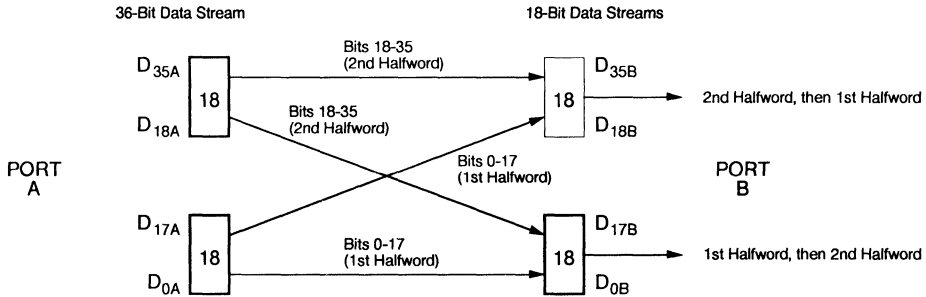 36-Bit Data Stream
18-Bit Data Streams
Bits 18-35
(2nd Halfword)
D35A
D35B
18
18
2nd Halfword, then 1st Halfword
Bits 18-35
(2nd Halfword)
D18A
D18B
Bits 0-17
(1st Halfword)
PORT
A
PORT
B
D17A
D17B
Bits 0-17
(1st Halfword)
18
18
1st Halfword, then 2nd Halfword
D0A
D0B